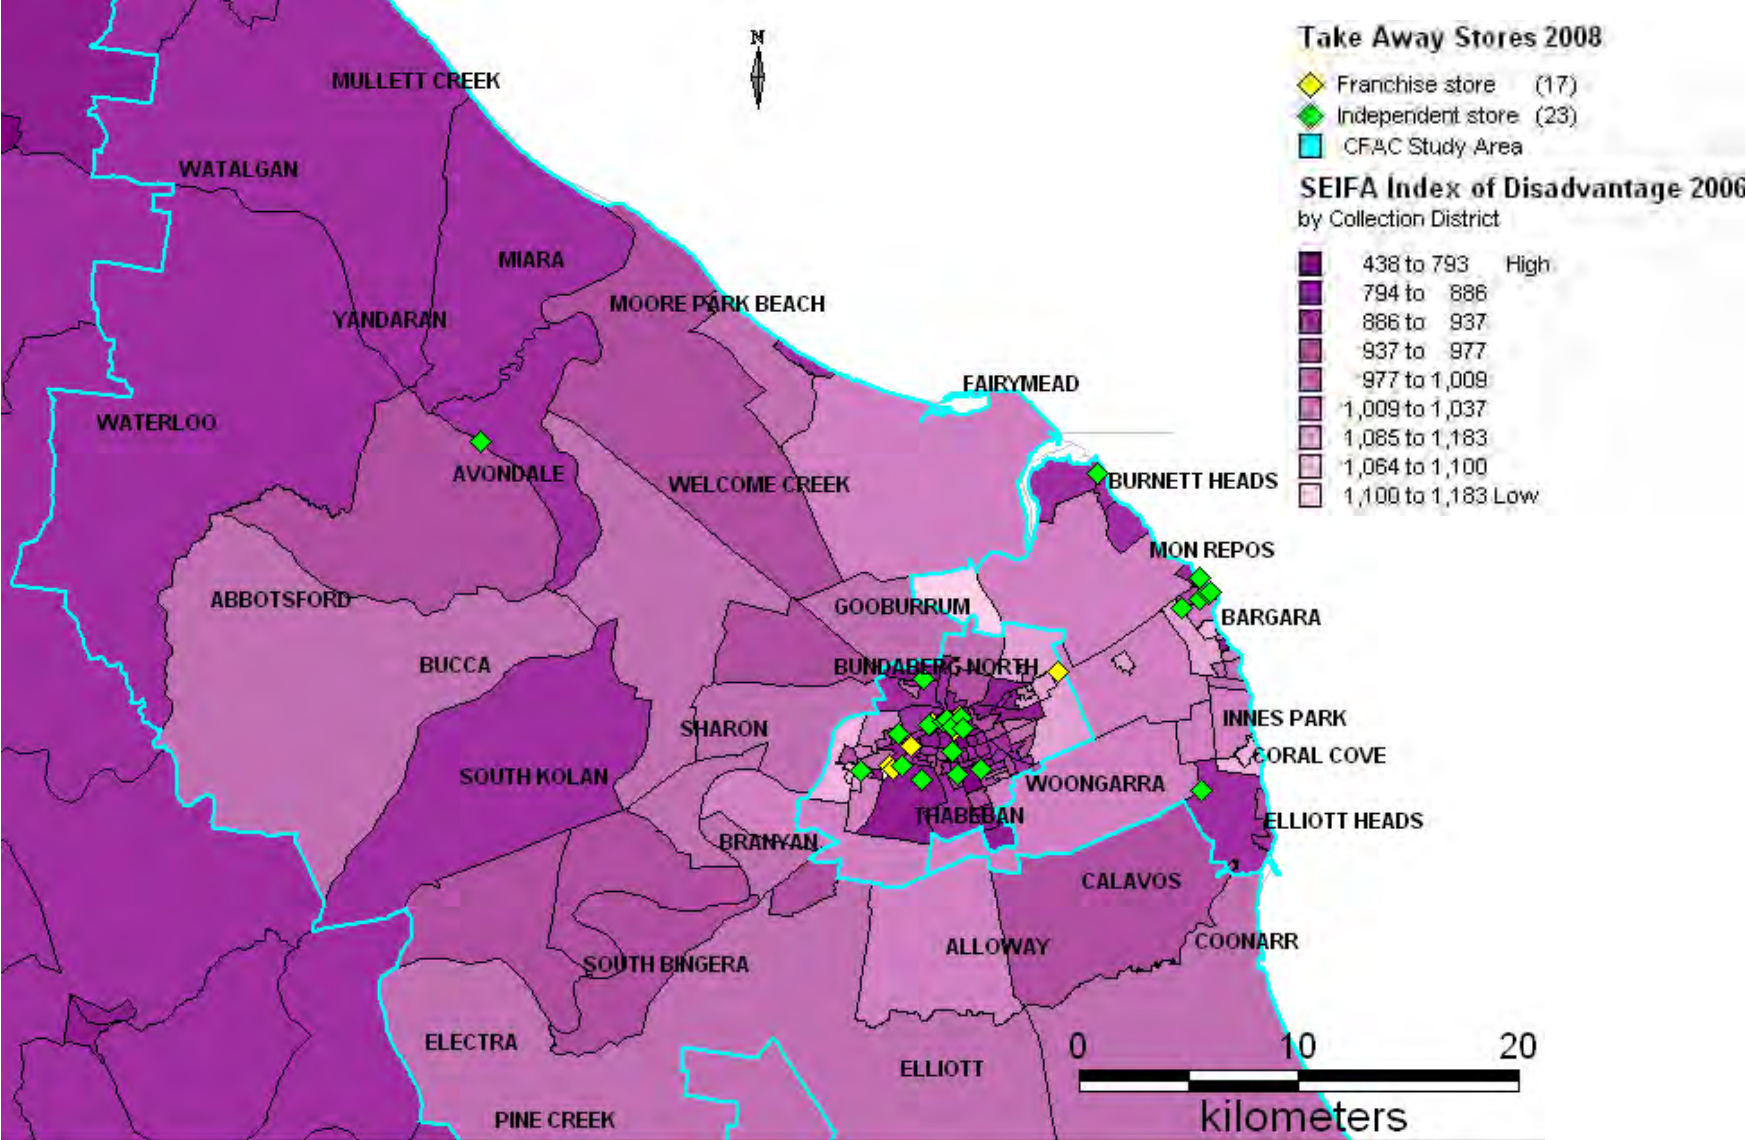 N
Take Away Stores 2008
Franchise store (17)
Independent store (23)
CFAC Study Area
SEIFA Index of Disadvantage 2006
by Collection District
438 to 793 High
794 to 886
886 to 937
937 to 977
977 to 1,009
1,009 to 1,037
1,085 to 1,183
1,064 to 1,100
1,100 to 1,183 Low
MULLETT CREEK
WATALGAN
MIARA
MOORE PARK BEACH
YANDARAN
FAIRYMEAD
WATERLOO
AVONDALE
WELCOME CREEK
BURNETT HEADS
MON REPOS
ABBOTSFORD
GOOBURRUM
BARGARA
BUCCA
BUNDABERG NORTH
SHARON
INNES PARK
CORAL COVE
SOUTH KOLAN
WOONGARRA
THABEBAN
ELLIOTT HEADS
BRANYAN
CALAVOS
ALLOWAY
COONARR
SOUTH BINGERA
ELECTRA
ELLIOTT
PINE CREEK
0 10 20
kilometers